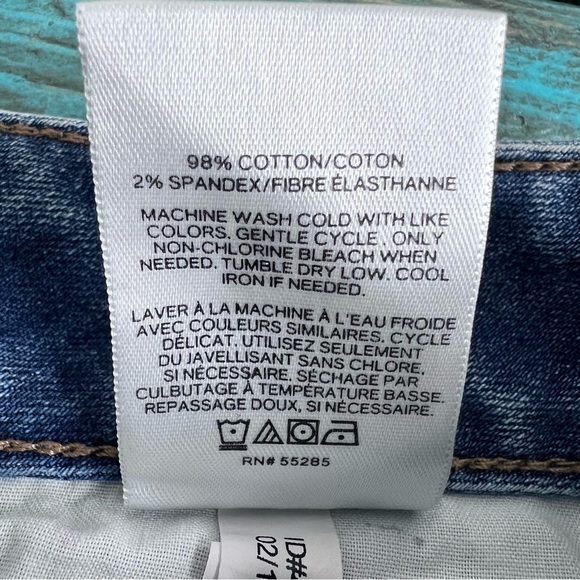 98% COTTON/COTON
2% SPANDEX/FIBRE ÉLASTHANNE
MACHINE WASH COLD WITH LIKE
COLORS. GENTLE CYCLE. ONLY
NON-CHLORINE BLEACH WHEN
NEEDED. TUMBLE DRY LOW. COOL
IRON IF NEEDED.
LAVER À LA MACHINE À L'EAU FROIDE
AVEC COULEURS SIMILAIRES. CYCLE
DÉLICAT. UTILISEZ SEULEMENT
DU JAVELLISANT SANS CHLORE,
SI NÉCESSAIRE. SÉCHAGE PAR
CULBUTAGE À TEMPÉRATURE BASSE.
REPASSAGE DOUX, SI NÉCESSAIRE.
RN# 55285
ID#
02/1